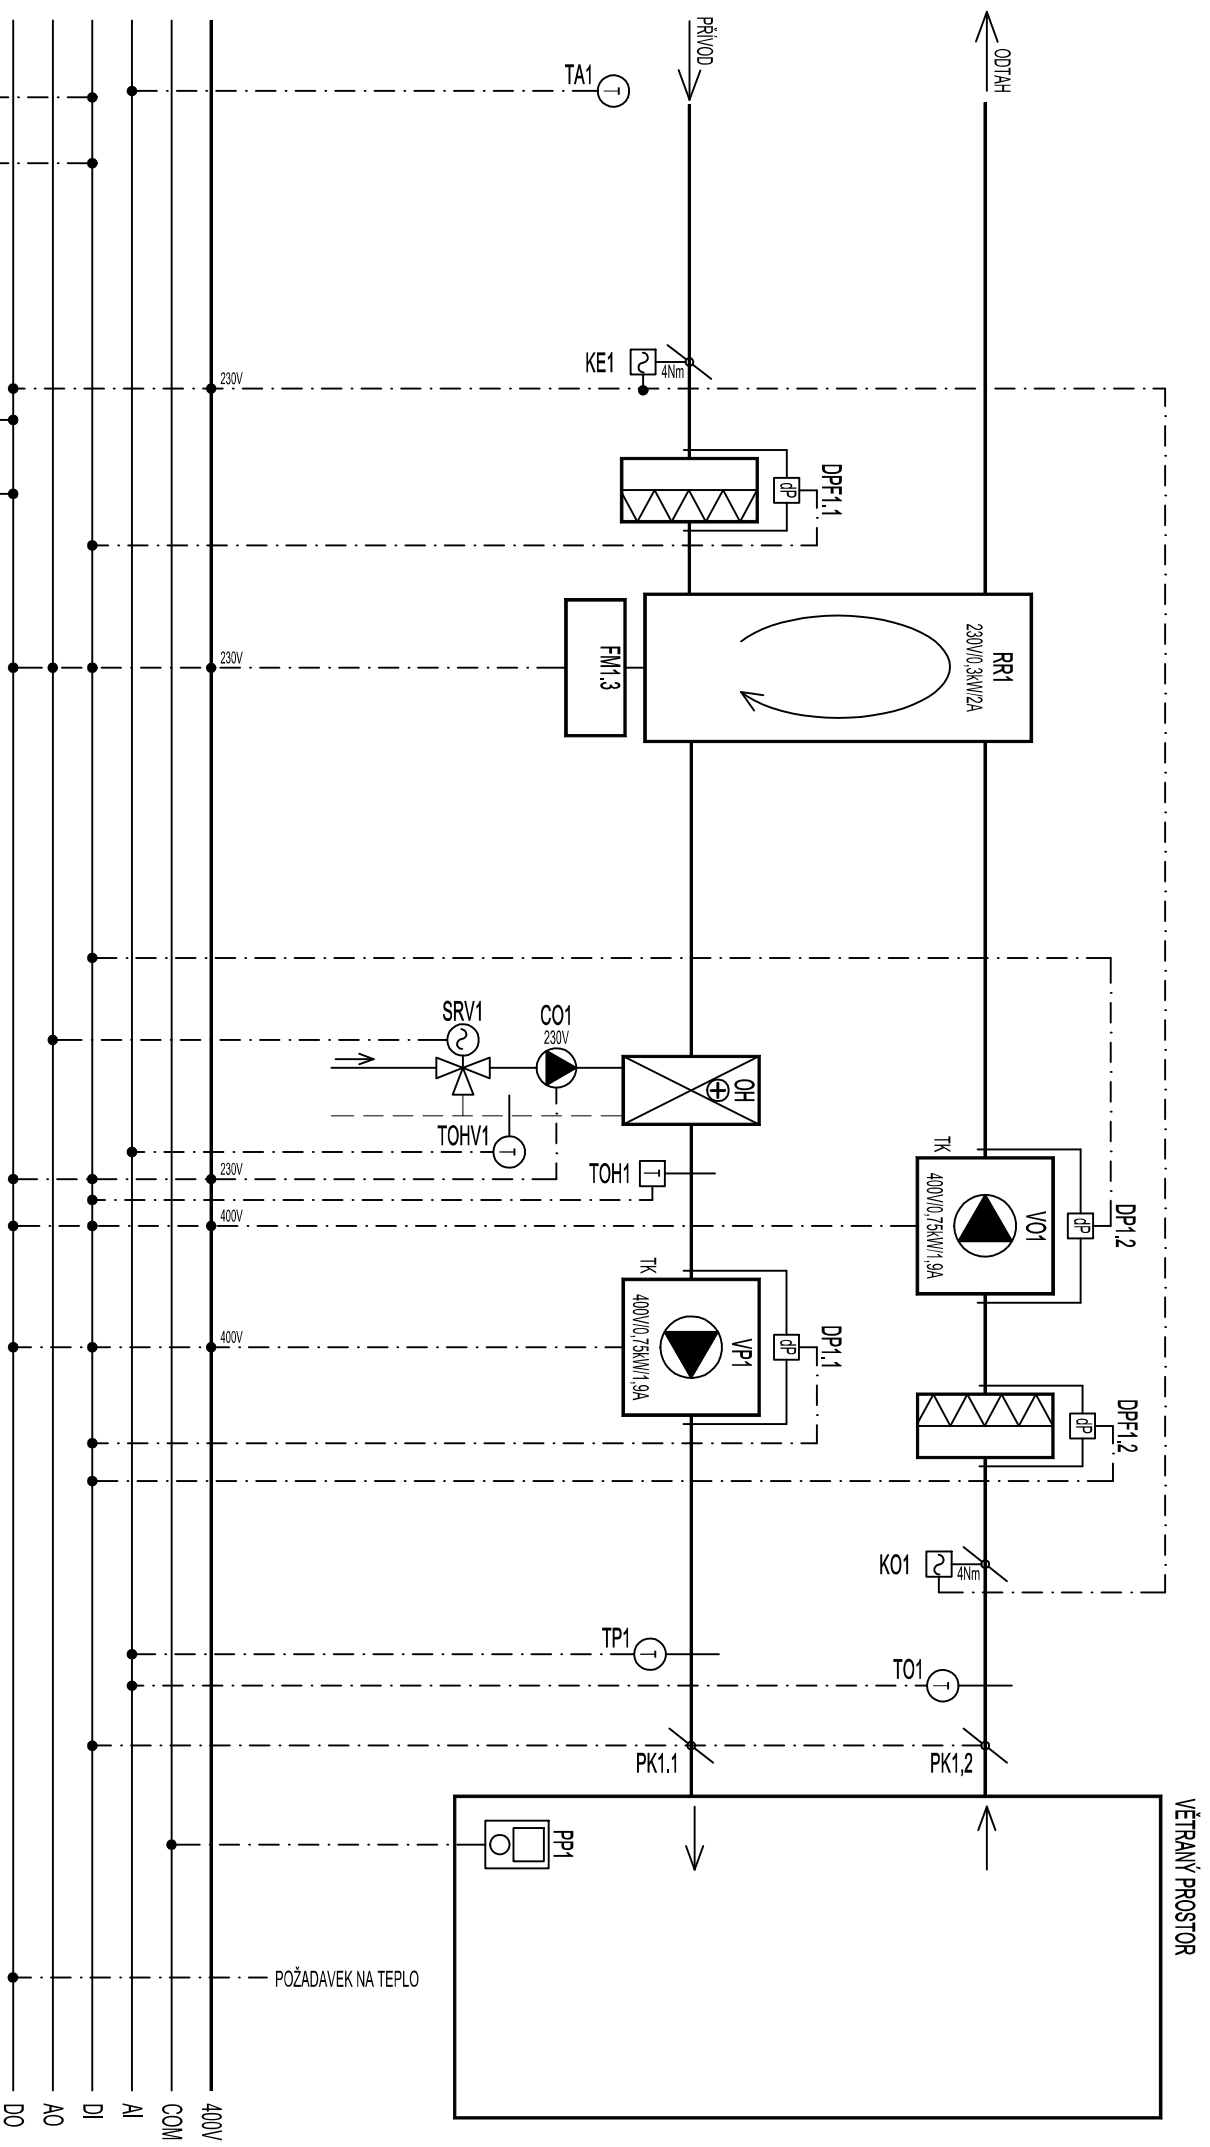 PŘÍVOD
ODTAH
TA1
T
KE1
4Nm
230V
DPF1.1
dP
RR1
230V/0,3kW/2A
FM1.3
230V
SRV1
CO1
230V
OH
TOHV1
T
TOH1
T
230V
400V
TK
VO1
400V/0,75kW/1,9A
DP1.2
dP
TK
VP1
400V/0,75kW/1,9A
DP1.1
dP
400V
DPF1.2
dP
KO1
4Nm
TP1
T
TO1
T
PK1.1
PK1,2
VĚTRANÝ PROSTOR
PP1
POŽADAVEK NA TEPLO
400V
COM
AI
DI
AO
DO